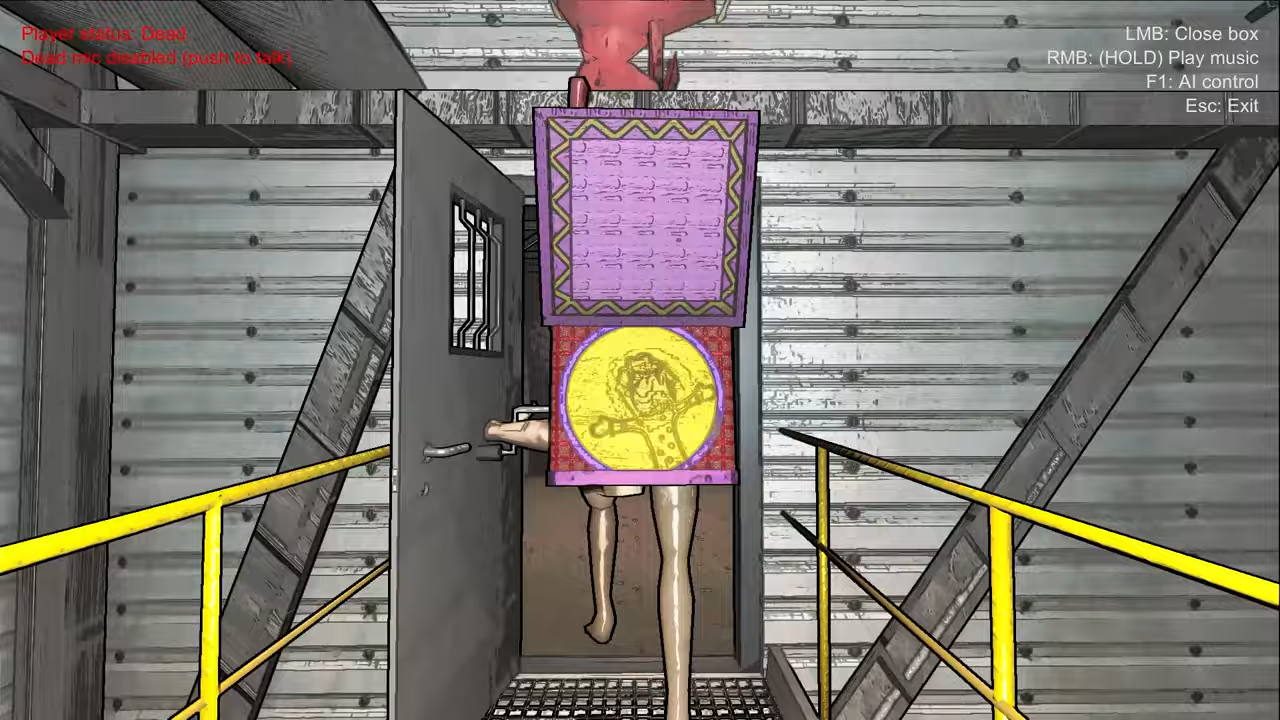 Player status: Dead
Dead mic disabled (push to talk)
LMB: Close box
RMB: (HOLD) Play music
F1: AI control
Esc: Exit